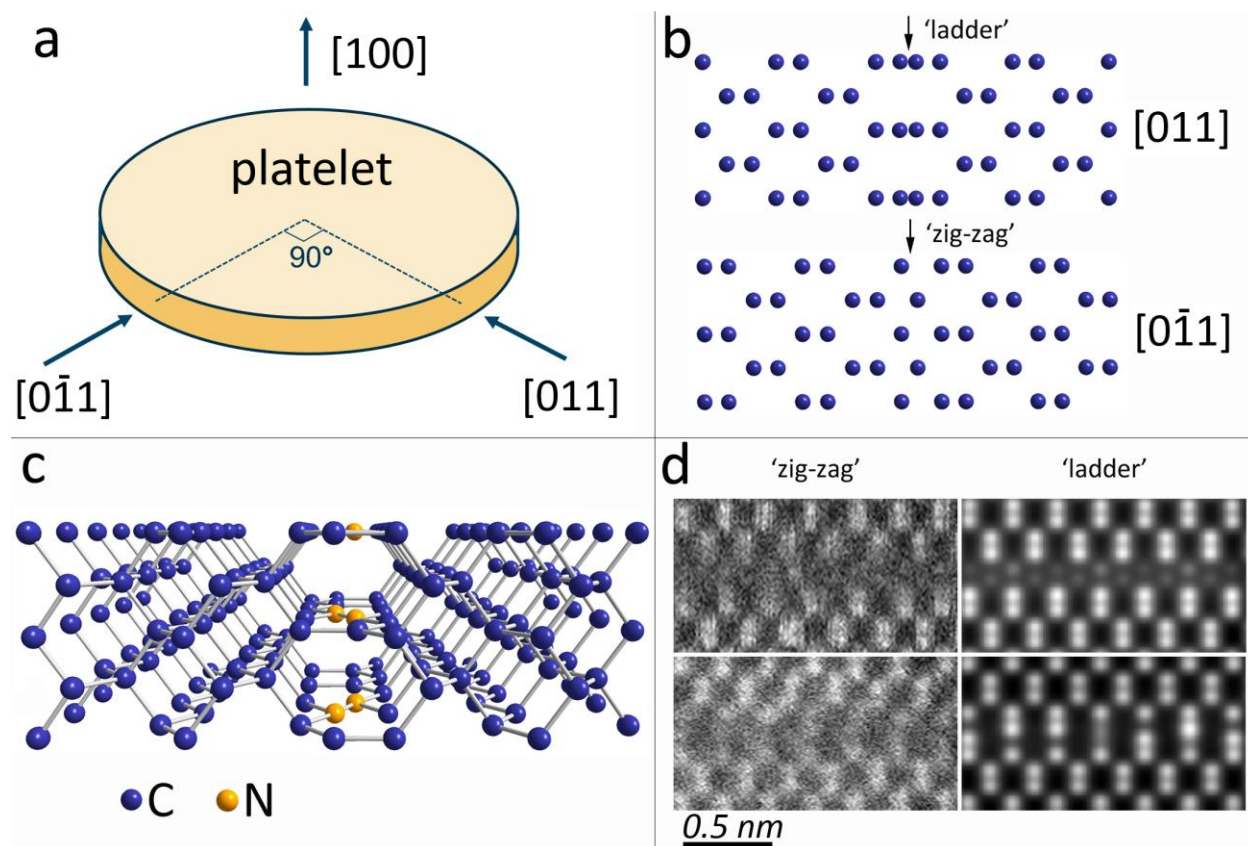 a
[100]
platelet
90°
[01̄1]
[011]
b
‘ladder’
[011]
‘zig-zag’
[01̄1]
c
C N
d
‘zig-zag’ ‘ladder’
0.5 nm